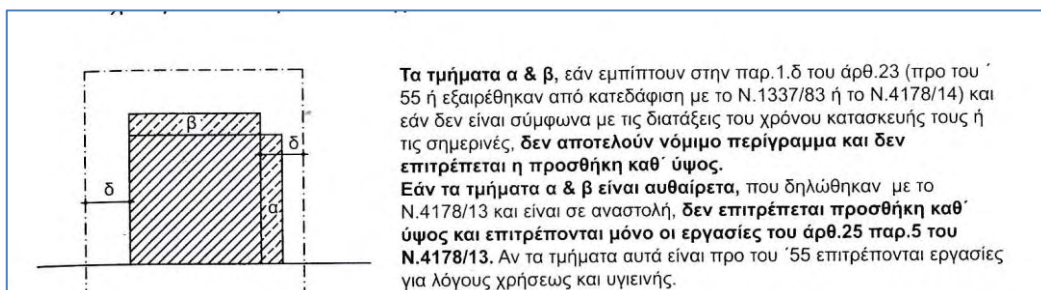 β
δ
δ
α
Τα τμήματα α & β, εάν εμπίπτουν στην παρ.1.δ του άρθ.23 (προ του ΄
55 ή εξαιρέθηκαν από κατεδάφιση με το Ν.1337/83 ή το Ν.4178/14) και
εάν δεν είναι σύμφωνα με τις διατάξεις του χρόνου κατασκευής τους ή
τις σημερινές, δεν αποτελούν νόμιμο περίγραμμα και δεν
επιτρέπεται η προσθήκη καθ΄ ύψος.
Εάν τα τμήματα α & β είναι αυθαίρετα, που δηλώθηκαν με το
Ν.4178/13 και είναι σε αναστολή, δεν επιτρέπεται προσθήκη καθ΄
ύψος και επιτρέπονται μόνο οι εργασίες του άρθ.25 παρ.5 του
Ν.4178/13. Αν τα τμήματα αυτά είναι προ του ΄55 επιτρέπονται εργασίες
για λόγους χρήσεως και υγιεινής.